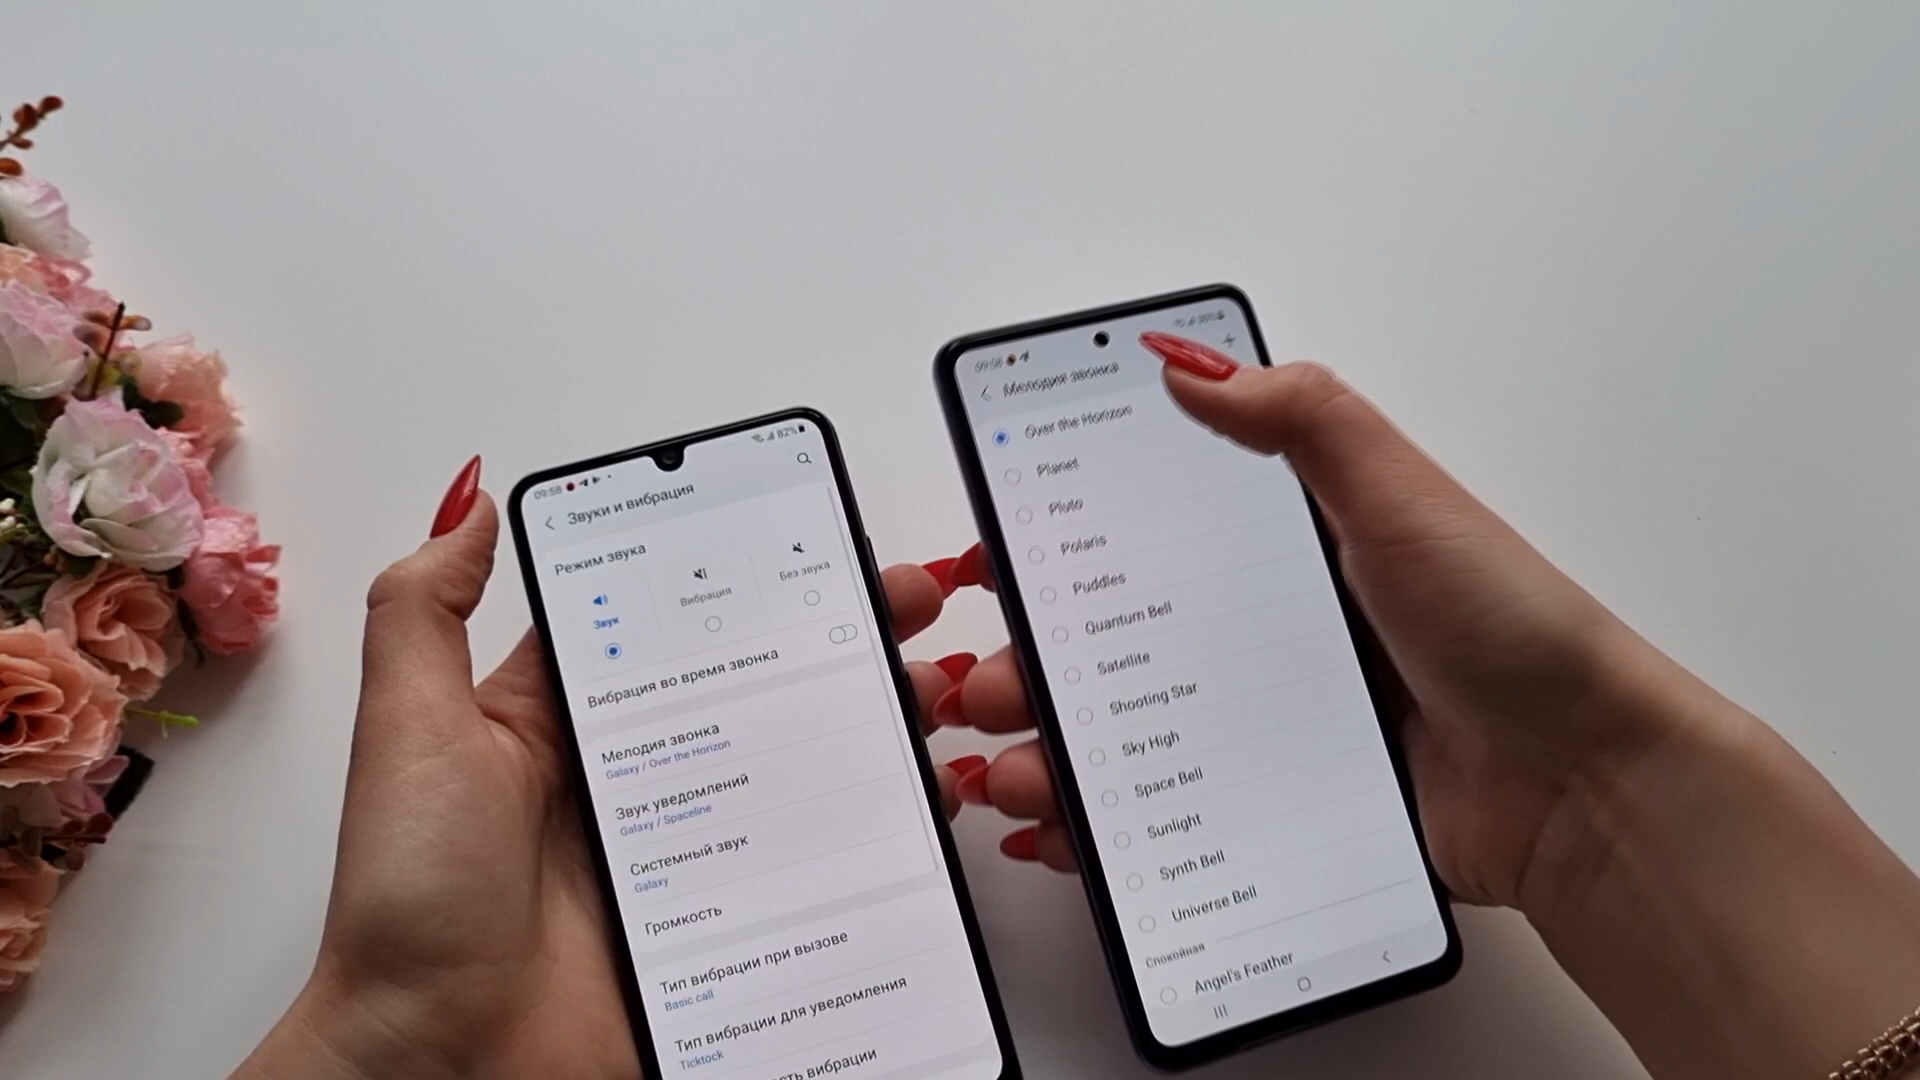 09:58
82%
Звуки и вибрация
Режим звука
Звук
Вибрация
Без звука
Вибрация во время звонка
Мелодия звонка
Galaxy / Over the Horizon
Звук уведомлений
Galaxy / Spaceline
Системный звук
Galaxy
Громкость
Тип вибрации при вызове
Basic call
Тип вибрации для уведомления
Ticktock
вибрации
09:58
Мелодия звонка
Over the Horizon
Planet
Pluto
Polaris
Puddles
Quantum Bell
Satellite
Shooting Star
Sky High
Space Bell
Sunlight
Synth Bell
Universe Bell
Спокойная
Angel's Feather